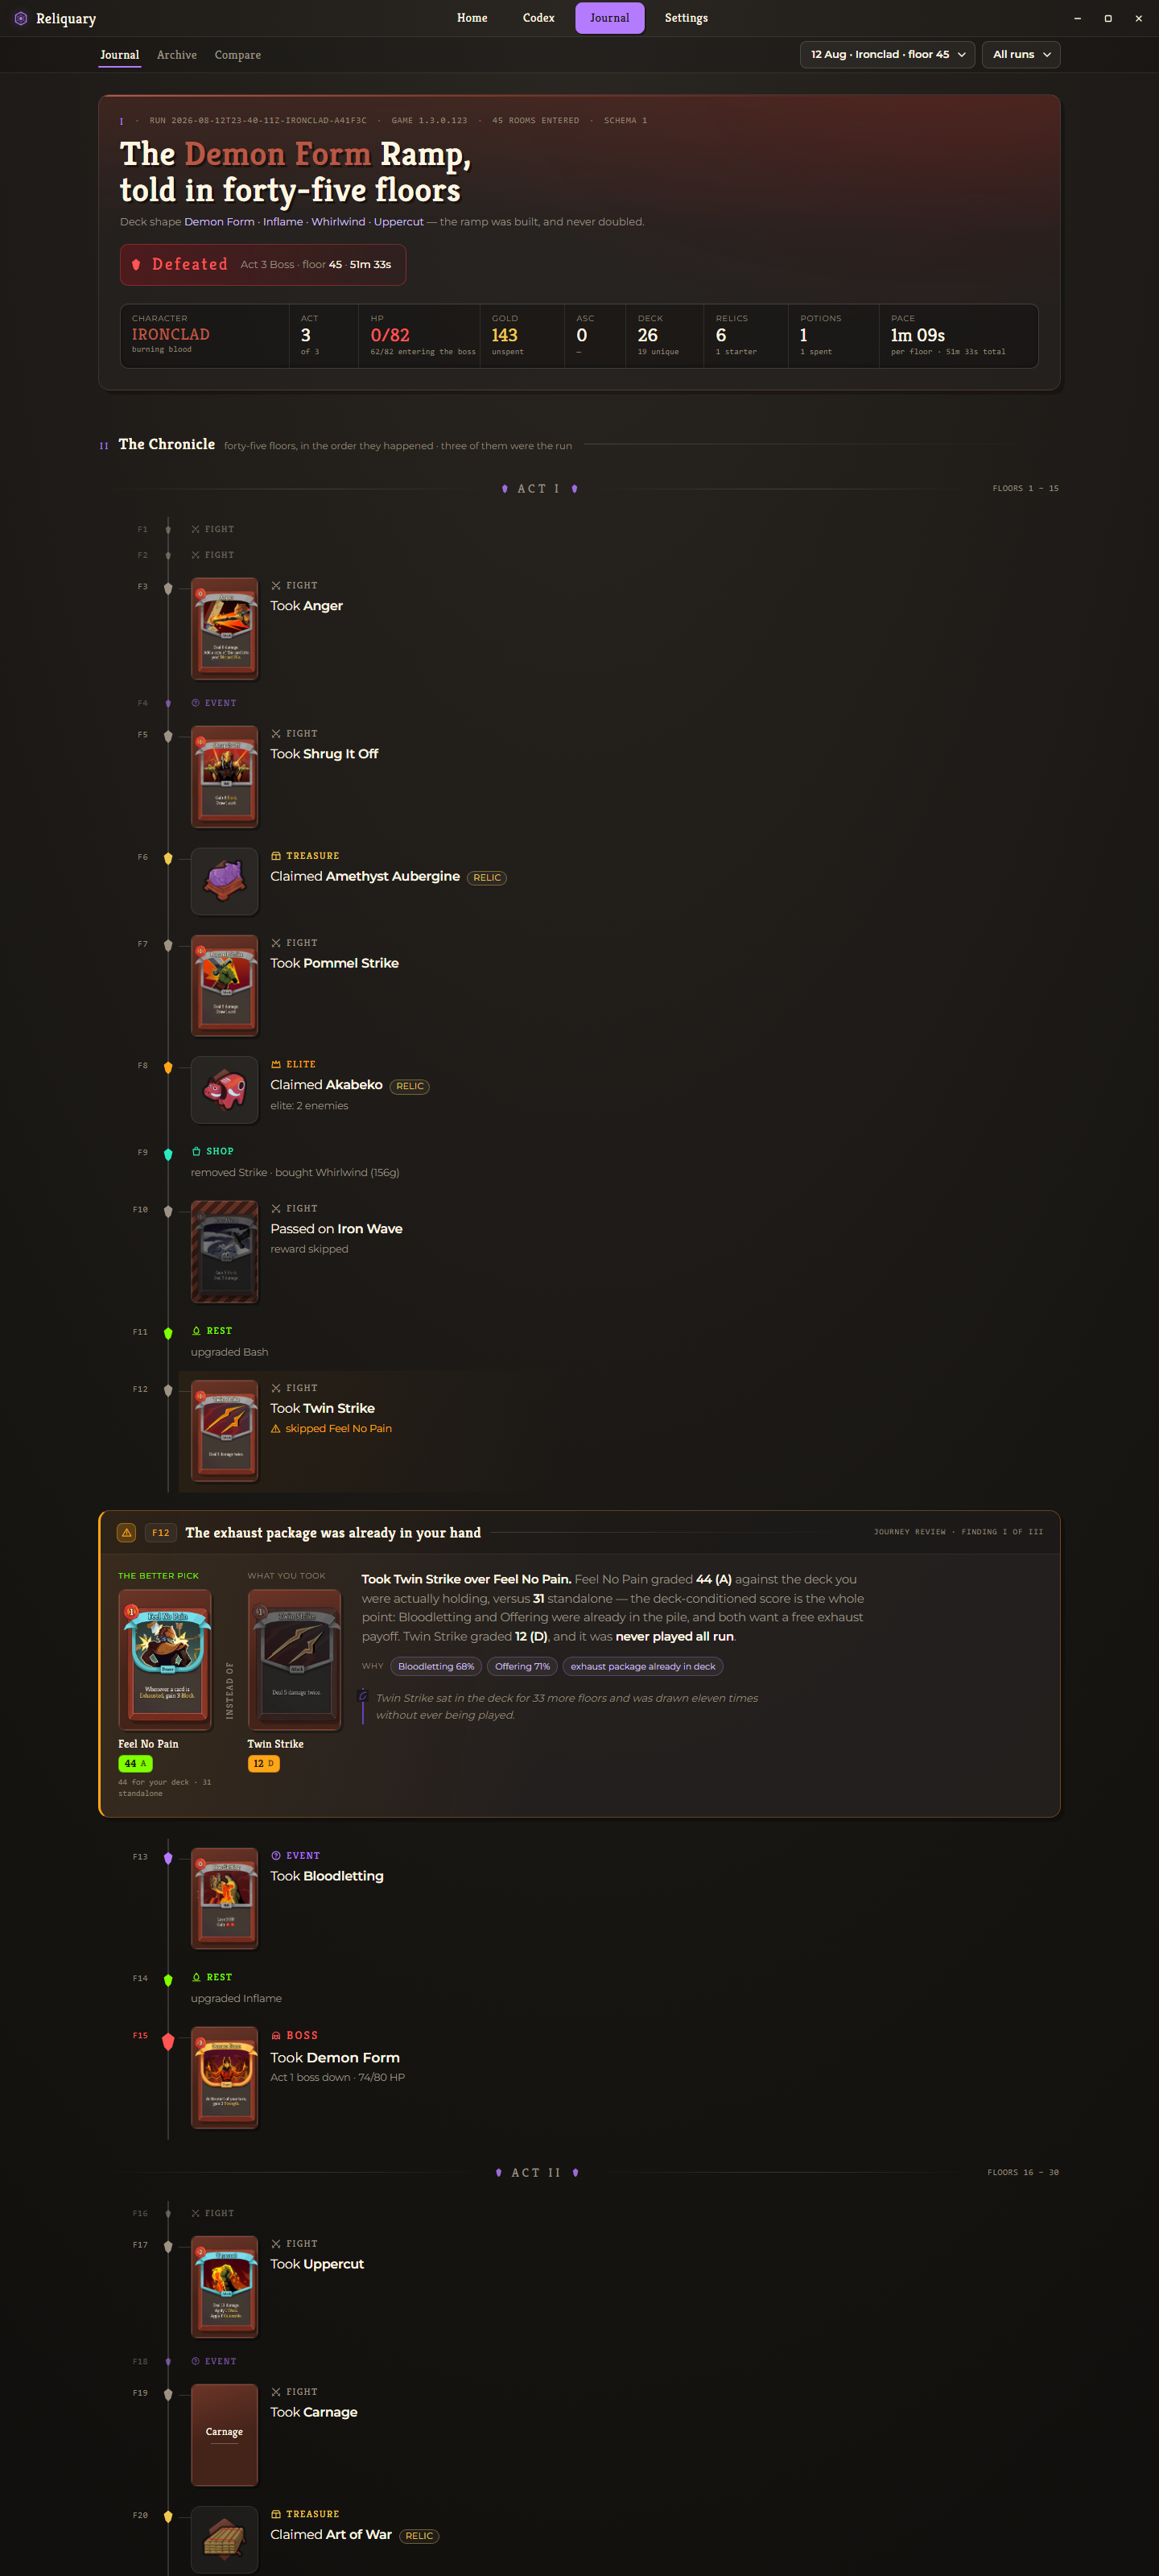 Reliquary
Home Codex Journal Settings
Journal Archive Compare
12 Aug · Ironclad · floor 45 All runs
I · RUN 2026-08-12T23-40-11Z-IRONCLAD-A41F3C · GAME 1.3.0.123 · 45 ROOMS ENTERED · SCHEMA 1
The Demon Form Ramp,
told in forty-five floors
Deck shape Demon Form · Inflame · Whirlwind · Uppercut — the ramp was built, and never doubled.
Defeated Act 3 Boss · floor 45 · 51m 33s
CHARACTER ACT HP GOLD ASC DECK RELICS POTIONS PACE
IRONCLAD 3 0/82 143 0 26 6 1 1m 09s
burning blood of 3 62/82 entering the boss unspent — 19 unique 1 starter 1 spent per floor · 51m 33s total
II The Chronicle forty-five floors, in the order they happened · three of them were the run
ACT I FLOORS 1 – 15
F1 FIGHT
F2 FIGHT
F3 FIGHT
Took Anger
F4 EVENT
F5 FIGHT
Took Shrug It Off
F6 TREASURE
Claimed Amethyst Aubergine RELIC
F7 FIGHT
Took Pommel Strike
F8 ELITE
Claimed Akabeko RELIC
elite: 2 enemies
F9 SHOP
removed Strike · bought Whirlwind (156g)
F10 FIGHT
Passed on Iron Wave
reward skipped
F11 REST
upgraded Bash
F12 FIGHT
Took Twin Strike
skipped Feel No Pain
F12 The exhaust package was already in your hand JOURNEY REVIEW · FINDING I OF III
THE BETTER PICK
Feel No Pain
Power
Whenever a card is
Exhausted, gain 3 Block.
Feel No Pain
44 A
44 for your deck · 31
standalone
INSTEAD OF
WHAT YOU TOOK
Deal 5 damage twice.
Twin Strike
12 D
Took Twin Strike over Feel No Pain. Feel No Pain graded 44 (A) against the deck you
were actually holding, versus 31 standalone — the deck-conditioned score is the whole
point: Bloodletting and Offering were already in the pile, and both want a free exhaust
payoff. Twin Strike graded 12 (D), and it was never played all run.
WHY Bloodletting 68% Offering 71% exhaust package already in deck
Twin Strike sat in the deck for 33 more floors and was drawn eleven times
without ever being played.
F13 EVENT
Took Bloodletting
F14 REST
upgraded Inflame
F15 BOSS
Took Demon Form
Act 1 boss down · 74/80 HP
ACT II FLOORS 16 – 30
F16 FIGHT
F17 FIGHT
Took Uppercut
F18 EVENT
F19 FIGHT
Carnage
Took Carnage
F20 TREASURE
Claimed Art of War RELIC